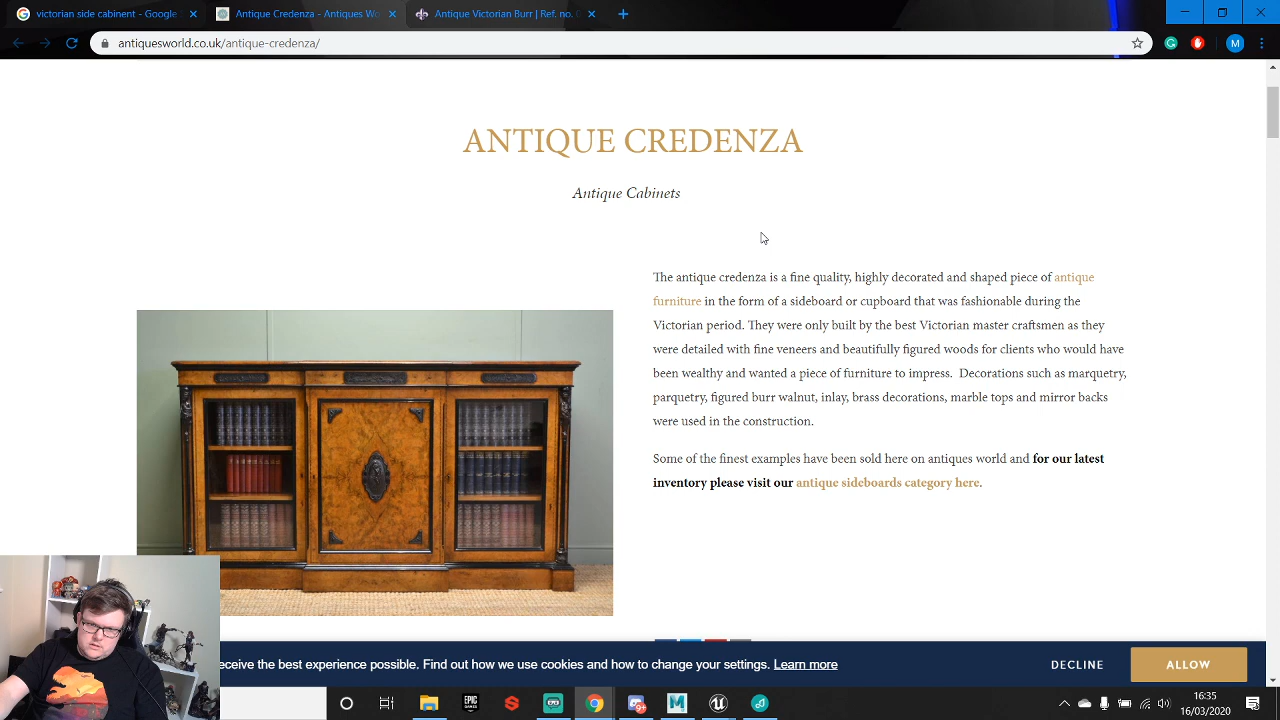 victorian side cabinent - Google
Antique Credenza - Antiques Wo
Antique Victorian Burr | Ref. no.
antiquesworld.co.uk/antique-credenza/
M
ANTIQUE CREDENZA
Antique Cabinets
The antique credenza is a fine quality, highly decorated and shaped piece of antique
furniture in the form of a sideboard or cupboard that was fashionable during the
Victorian period. They were only built by the best Victorian master craftsmen as they
were detailed with fine veneers and beautifully figured woods for clients who would have
been wealthy and wanted a piece of furniture to impress. Decorations such as marquetry,
parquetry, figured burr walnut, inlay, brass decorations, marble tops and mirror backs
were used in the construction.
Some of the finest examples have been sold here on antiques world and for our latest
inventory please visit our antique sideboards category here.
eceive the best experience possible. Find out how we use cookies and how to change your settings. Learn more
DECLINE
ALLOW
EPIC GAMES
16:35
16/03/2020